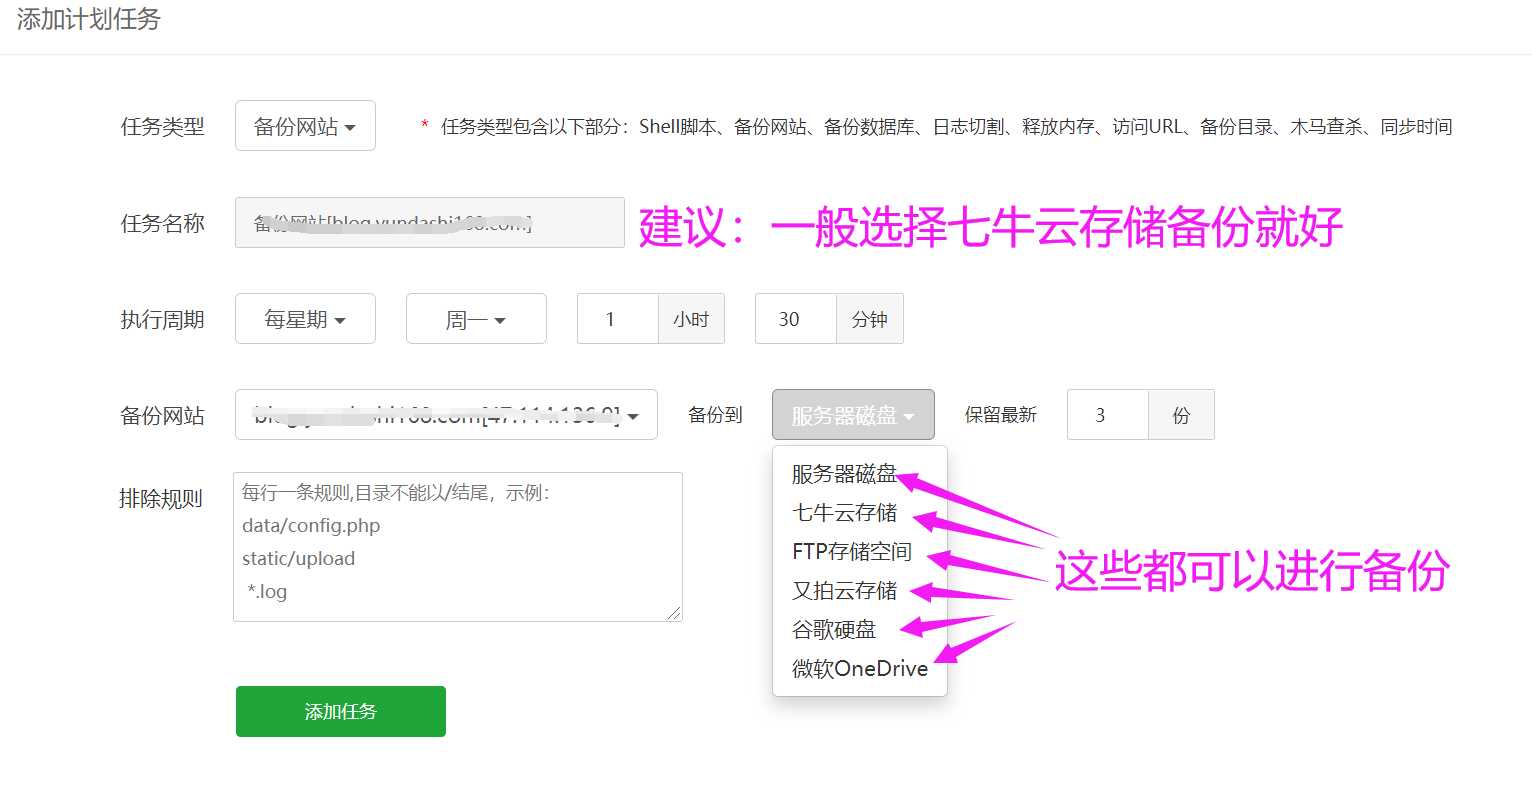 添加计划任务
任务类型 备份网站 * 任务类型包含以下部分：Shell脚本、备份网站、备份数据库、日志切割、释放内存、访问URL、备份目录、木马查杀、同步时间
任务名称 建议：一般选择七牛云存储备份就好
执行周期 每星期 周一 1 小时 30 分钟
备份网站 备份到 服务器磁盘 保留最新 3 份
排除规则
每行一条规则,目录不能以/结尾，示例：
data/config.php
static/upload
*.log
服务器磁盘
七牛云存储
FTP存储空间
又拍云存储
谷歌硬盘
微软OneDrive
这些都可以进行备份
添加任务